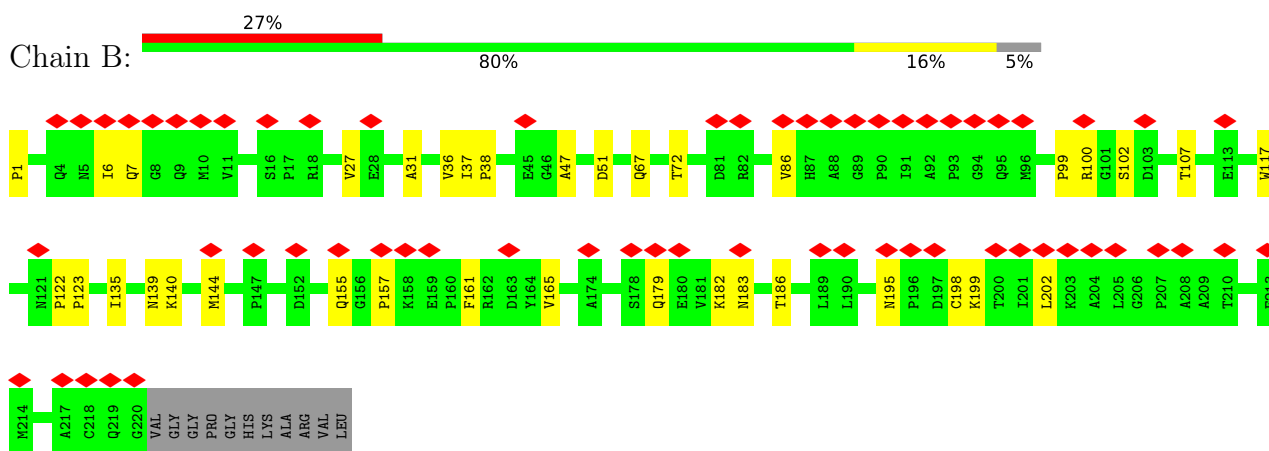 27%
Chain B:
80% 16% 5%
P1 Q4 N5 I6 Q7 G8 Q9 M10 V11 S16 P17 R18 V27 E28 A31 V36 I37 P38 E45 G46 A47 D51 Q67 T72 D81 R82 V86 H87 A88 G89 P90 I91 A92 P93 G94 Q95 M96 P99 R100 G101 S102 D103 T107 E113 W117
N121 P122 P123 I135 N139 K140 M144 P147 D152 Q155 G156 P157 K158 E159 P160 F161 R162 D163 Y164 V165 A174 S178 Q179 E180 V181 K182 N183 T186 L189 L190 N195 P196 D197 C198 K199 T200 I201 L202 K203 A204 L205 G206 P207 A208 A209 T210
M214 A217 C218 Q219 G220 VAL GLY GLY PRO GLY HIS LYS ALA ARG VAL LEU